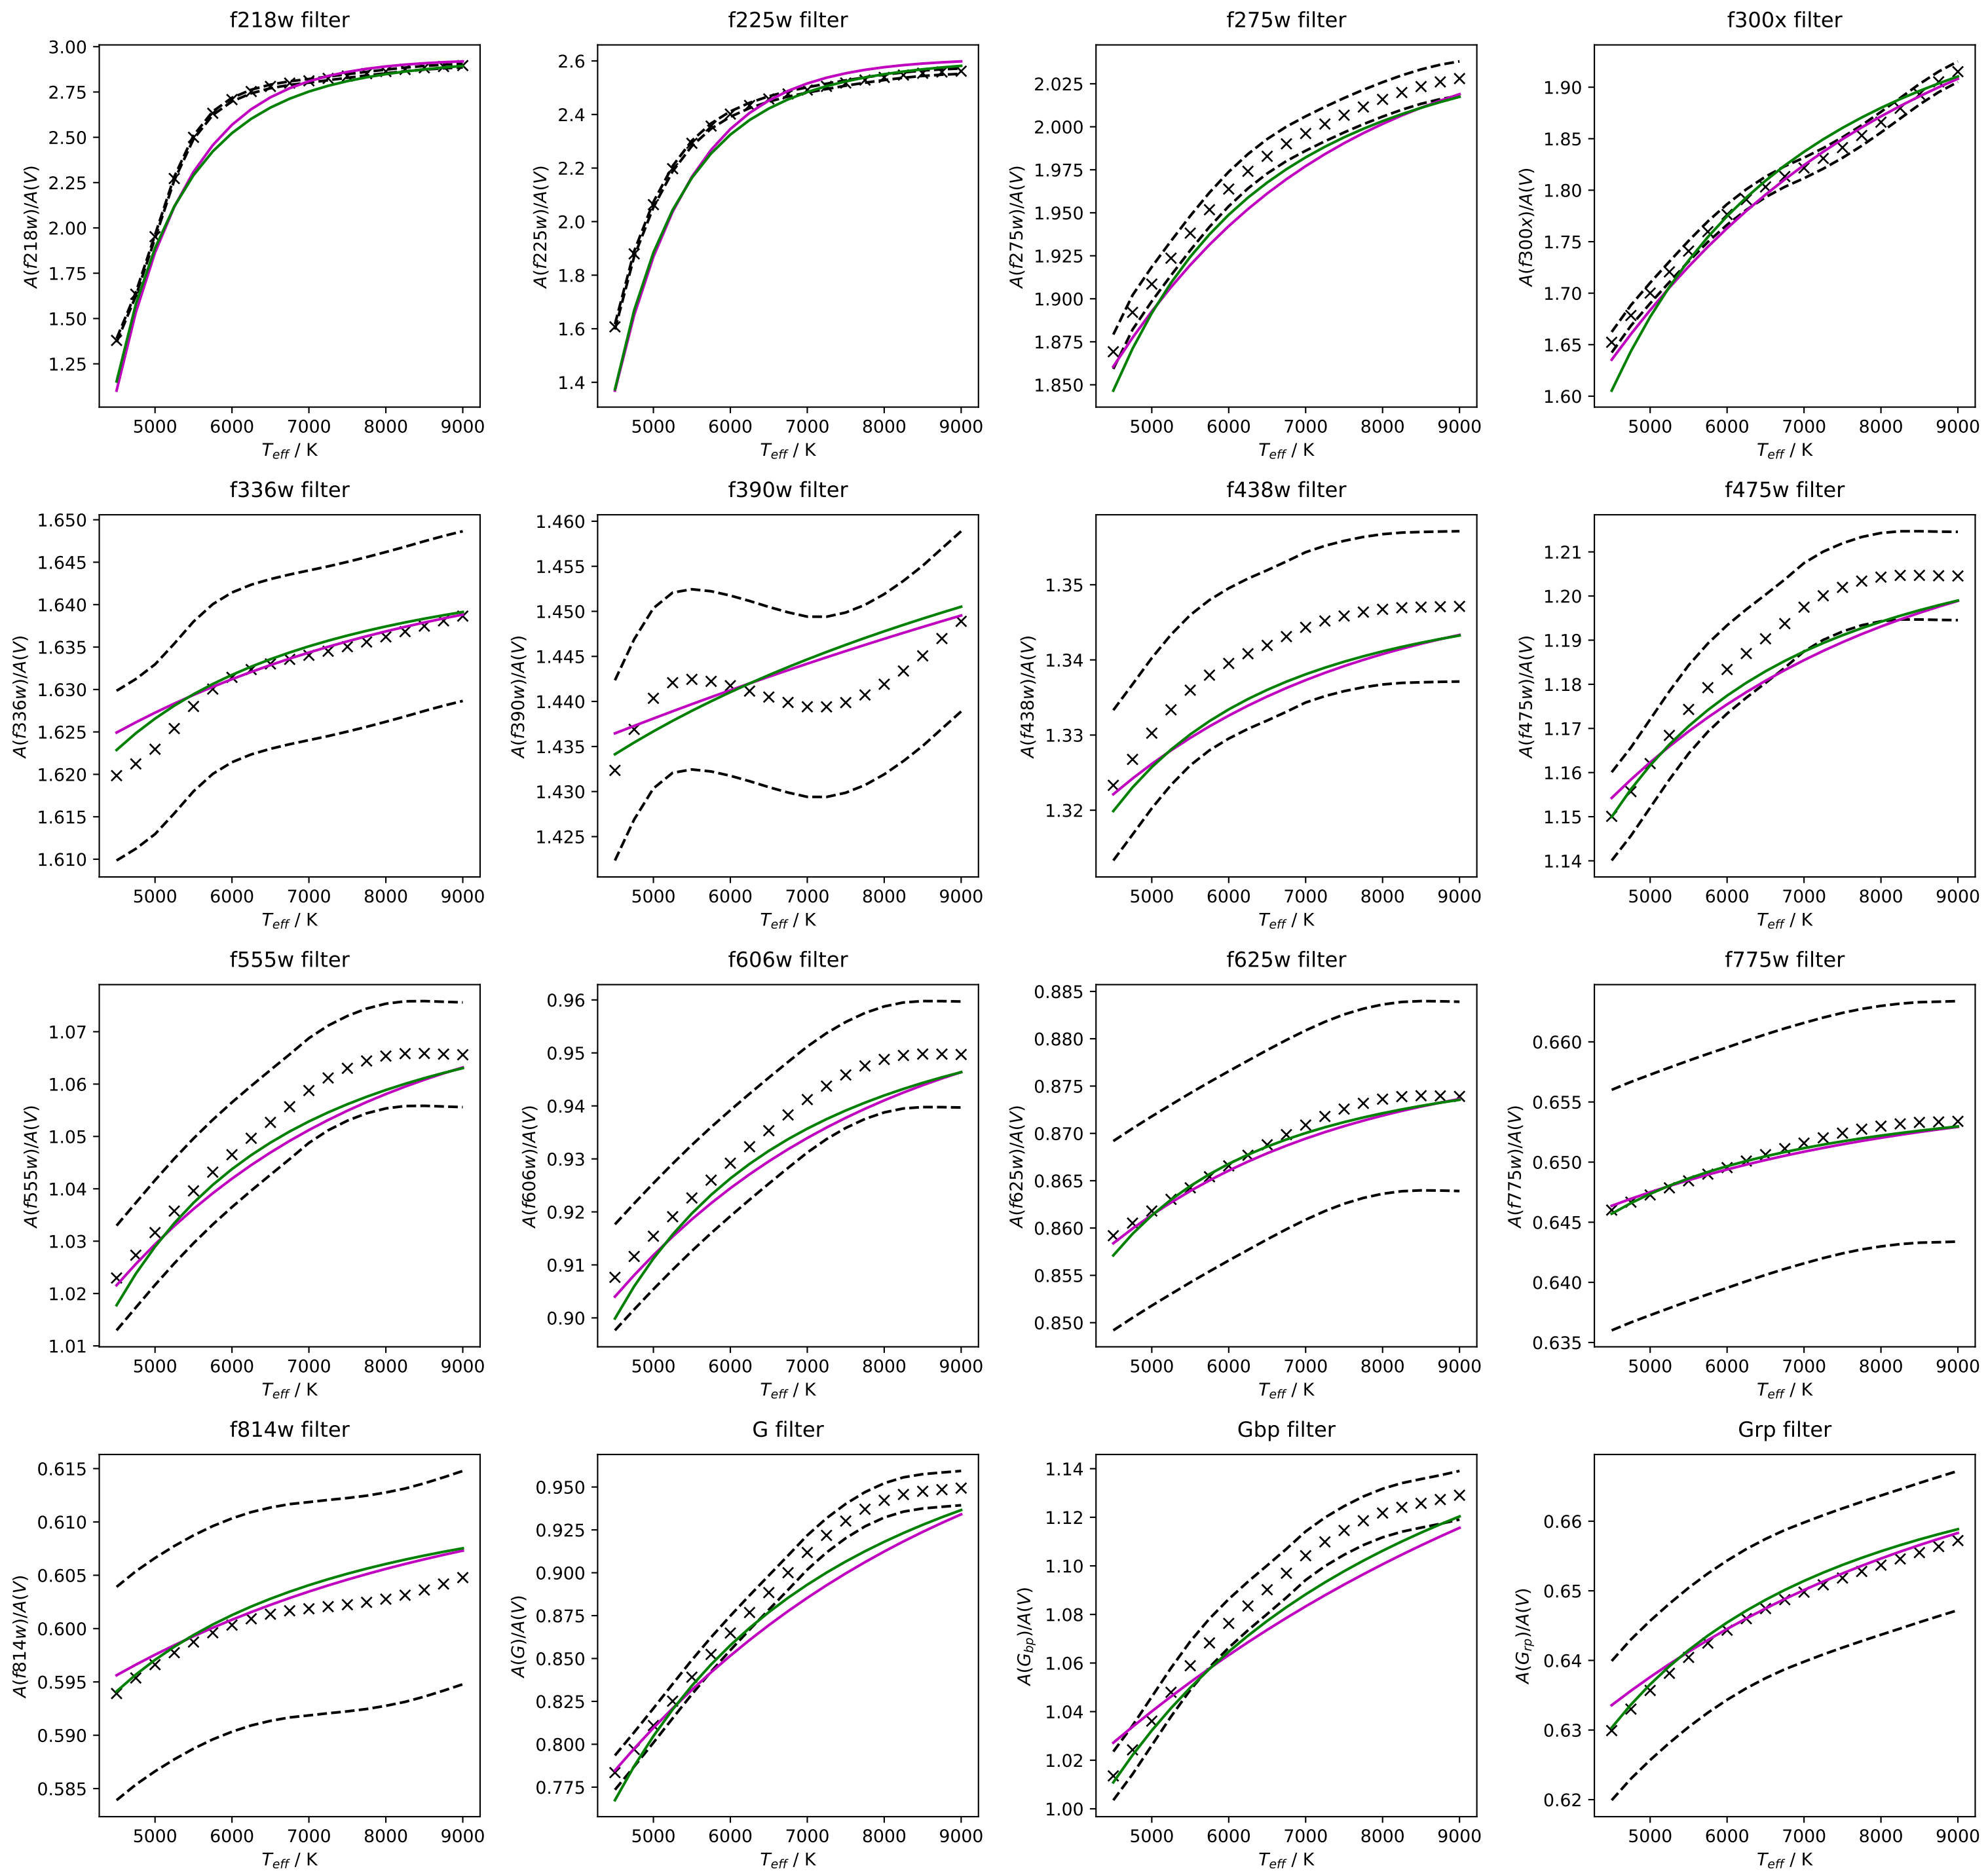 f218w filter
f225w filter
f275w filter
f300x filter
A(f218w)/A(V)
3.00
2.75
2.50
2.25
2.00
1.75
1.50
1.25
5000 6000 7000 8000 9000
T_eff / K
A(f225w)/A(V)
2.6
2.4
2.2
2.0
1.8
1.6
1.4
5000 6000 7000 8000 9000
T_eff / K
A(f275w)/A(V)
2.025
2.000
1.975
1.950
1.925
1.900
1.875
1.850
5000 6000 7000 8000 9000
T_eff / K
A(f300x)/A(V)
1.90
1.85
1.80
1.75
1.70
1.65
1.60
5000 6000 7000 8000 9000
T_eff / K
f336w filter
f390w filter
f438w filter
f475w filter
A(f336w)/A(V)
1.650
1.645
1.640
1.635
1.630
1.625
1.620
1.615
1.610
5000 6000 7000 8000 9000
T_eff / K
A(f390w)/A(V)
1.460
1.455
1.450
1.445
1.440
1.435
1.430
1.425
5000 6000 7000 8000 9000
T_eff / K
A(f438w)/A(V)
1.35
1.34
1.33
1.32
5000 6000 7000 8000 9000
T_eff / K
A(f475w)/A(V)
1.21
1.20
1.19
1.18
1.17
1.16
1.15
1.14
5000 6000 7000 8000 9000
T_eff / K
f555w filter
f606w filter
f625w filter
f775w filter
A(f555w)/A(V)
1.07
1.06
1.05
1.04
1.03
1.02
1.01
5000 6000 7000 8000 9000
T_eff / K
A(f606w)/A(V)
0.96
0.95
0.94
0.93
0.92
0.91
0.90
5000 6000 7000 8000 9000
T_eff / K
A(f625w)/A(V)
0.885
0.880
0.875
0.870
0.865
0.860
0.855
0.850
5000 6000 7000 8000 9000
T_eff / K
A(f775w)/A(V)
0.660
0.655
0.650
0.645
0.640
0.635
5000 6000 7000 8000 9000
T_eff / K
f814w filter
G filter
Gbp filter
Grp filter
A(f814w)/A(V)
0.615
0.610
0.605
0.600
0.595
0.590
0.585
5000 6000 7000 8000 9000
T_eff / K
A(G)/A(V)
0.950
0.925
0.900
0.875
0.850
0.825
0.800
0.775
5000 6000 7000 8000 9000
T_eff / K
A(G_bp)/A(V)
1.14
1.12
1.10
1.08
1.06
1.04
1.02
1.00
5000 6000 7000 8000 9000
T_eff / K
A(G_rp)/A(V)
0.66
0.65
0.64
0.63
0.62
5000 6000 7000 8000 9000
T_eff / K